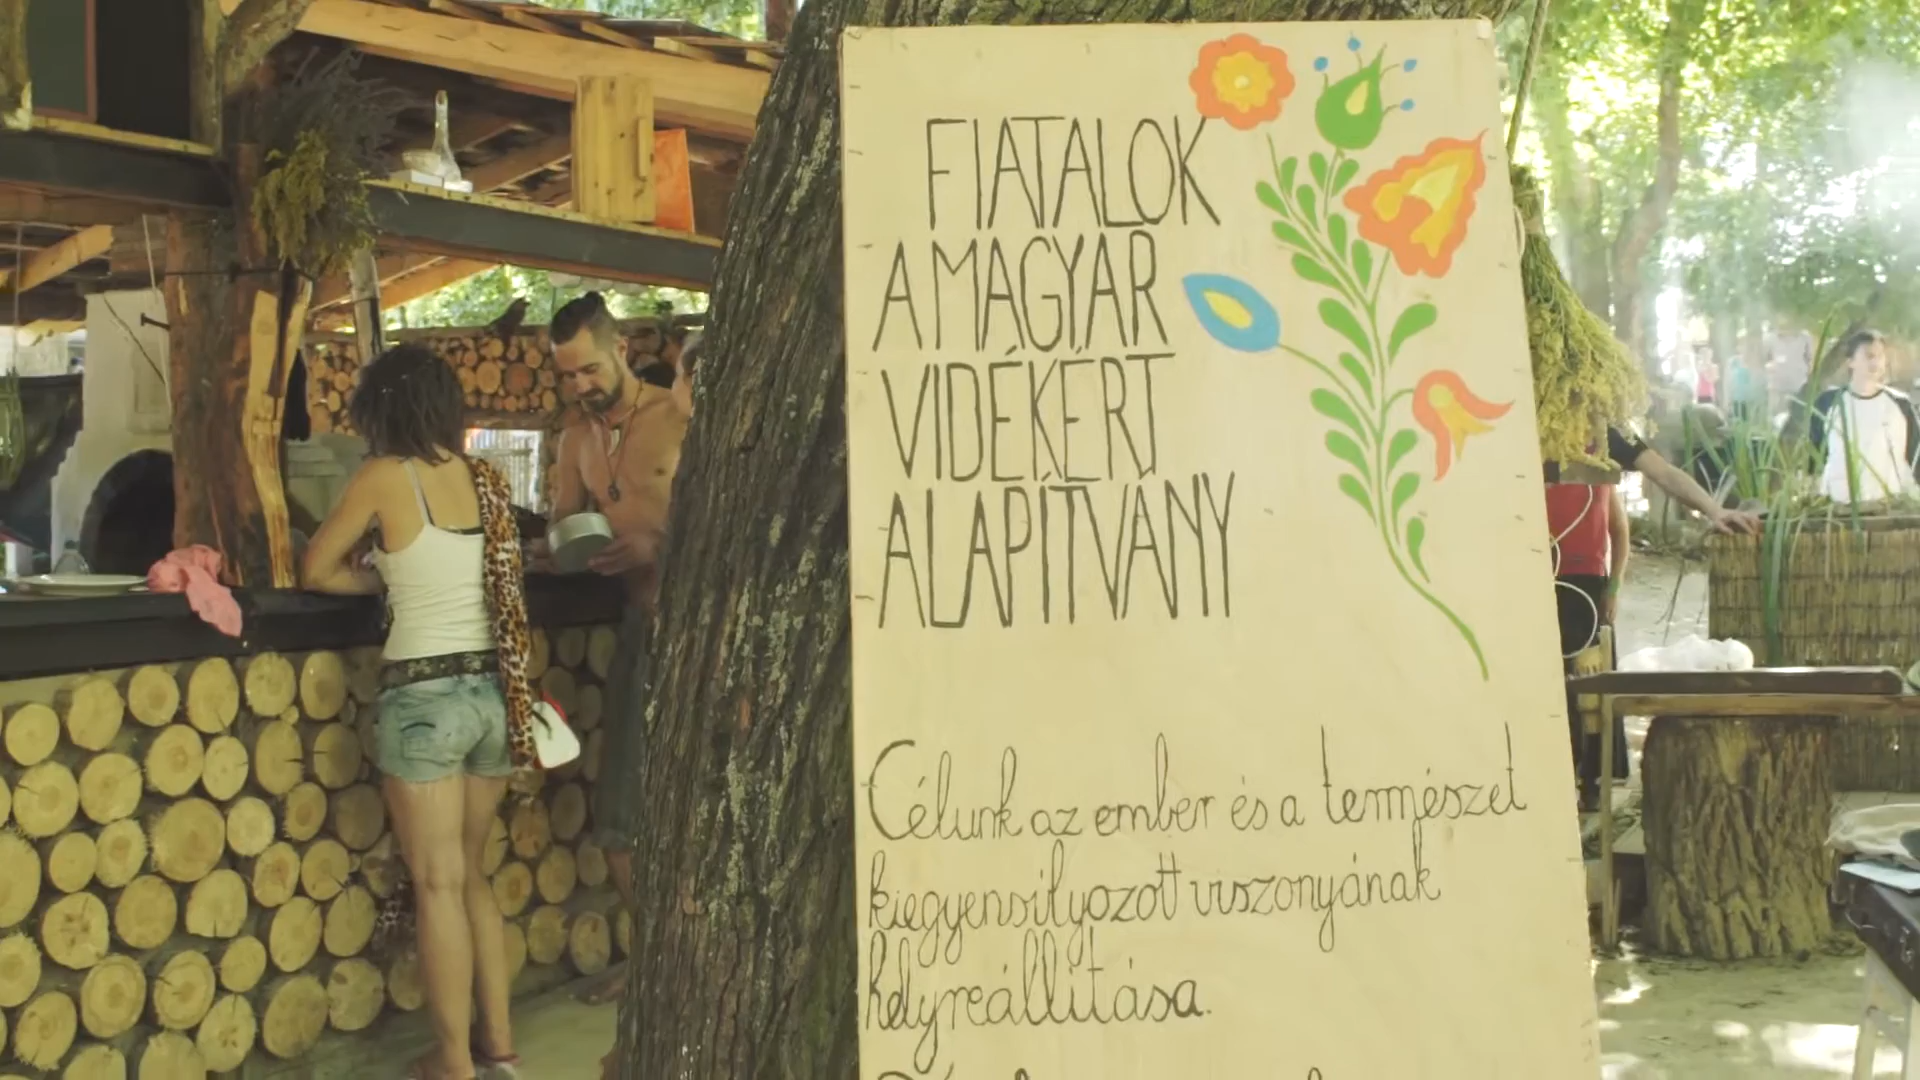 FIATALOK
A MAGYAR
VIDÉKÉRT
ALAPÍTVÁNY
Célunk az ember és a természet
kiegyensúlyozott viszonyának
helyreállítása.